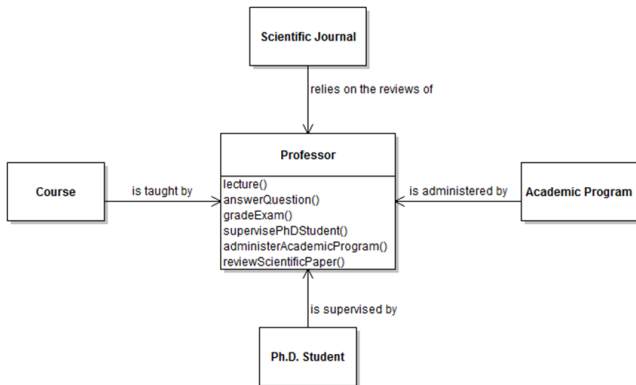 Scientific Journal
relies on the reviews of
Professor
lecture()
answerQuestion()
gradeExam()
supervisePhDStudent()
administerAcademicProgram()
reviewScientificPaper()
Course
is taught by
is administered by
Academic Program
is supervised by
Ph.D. Student